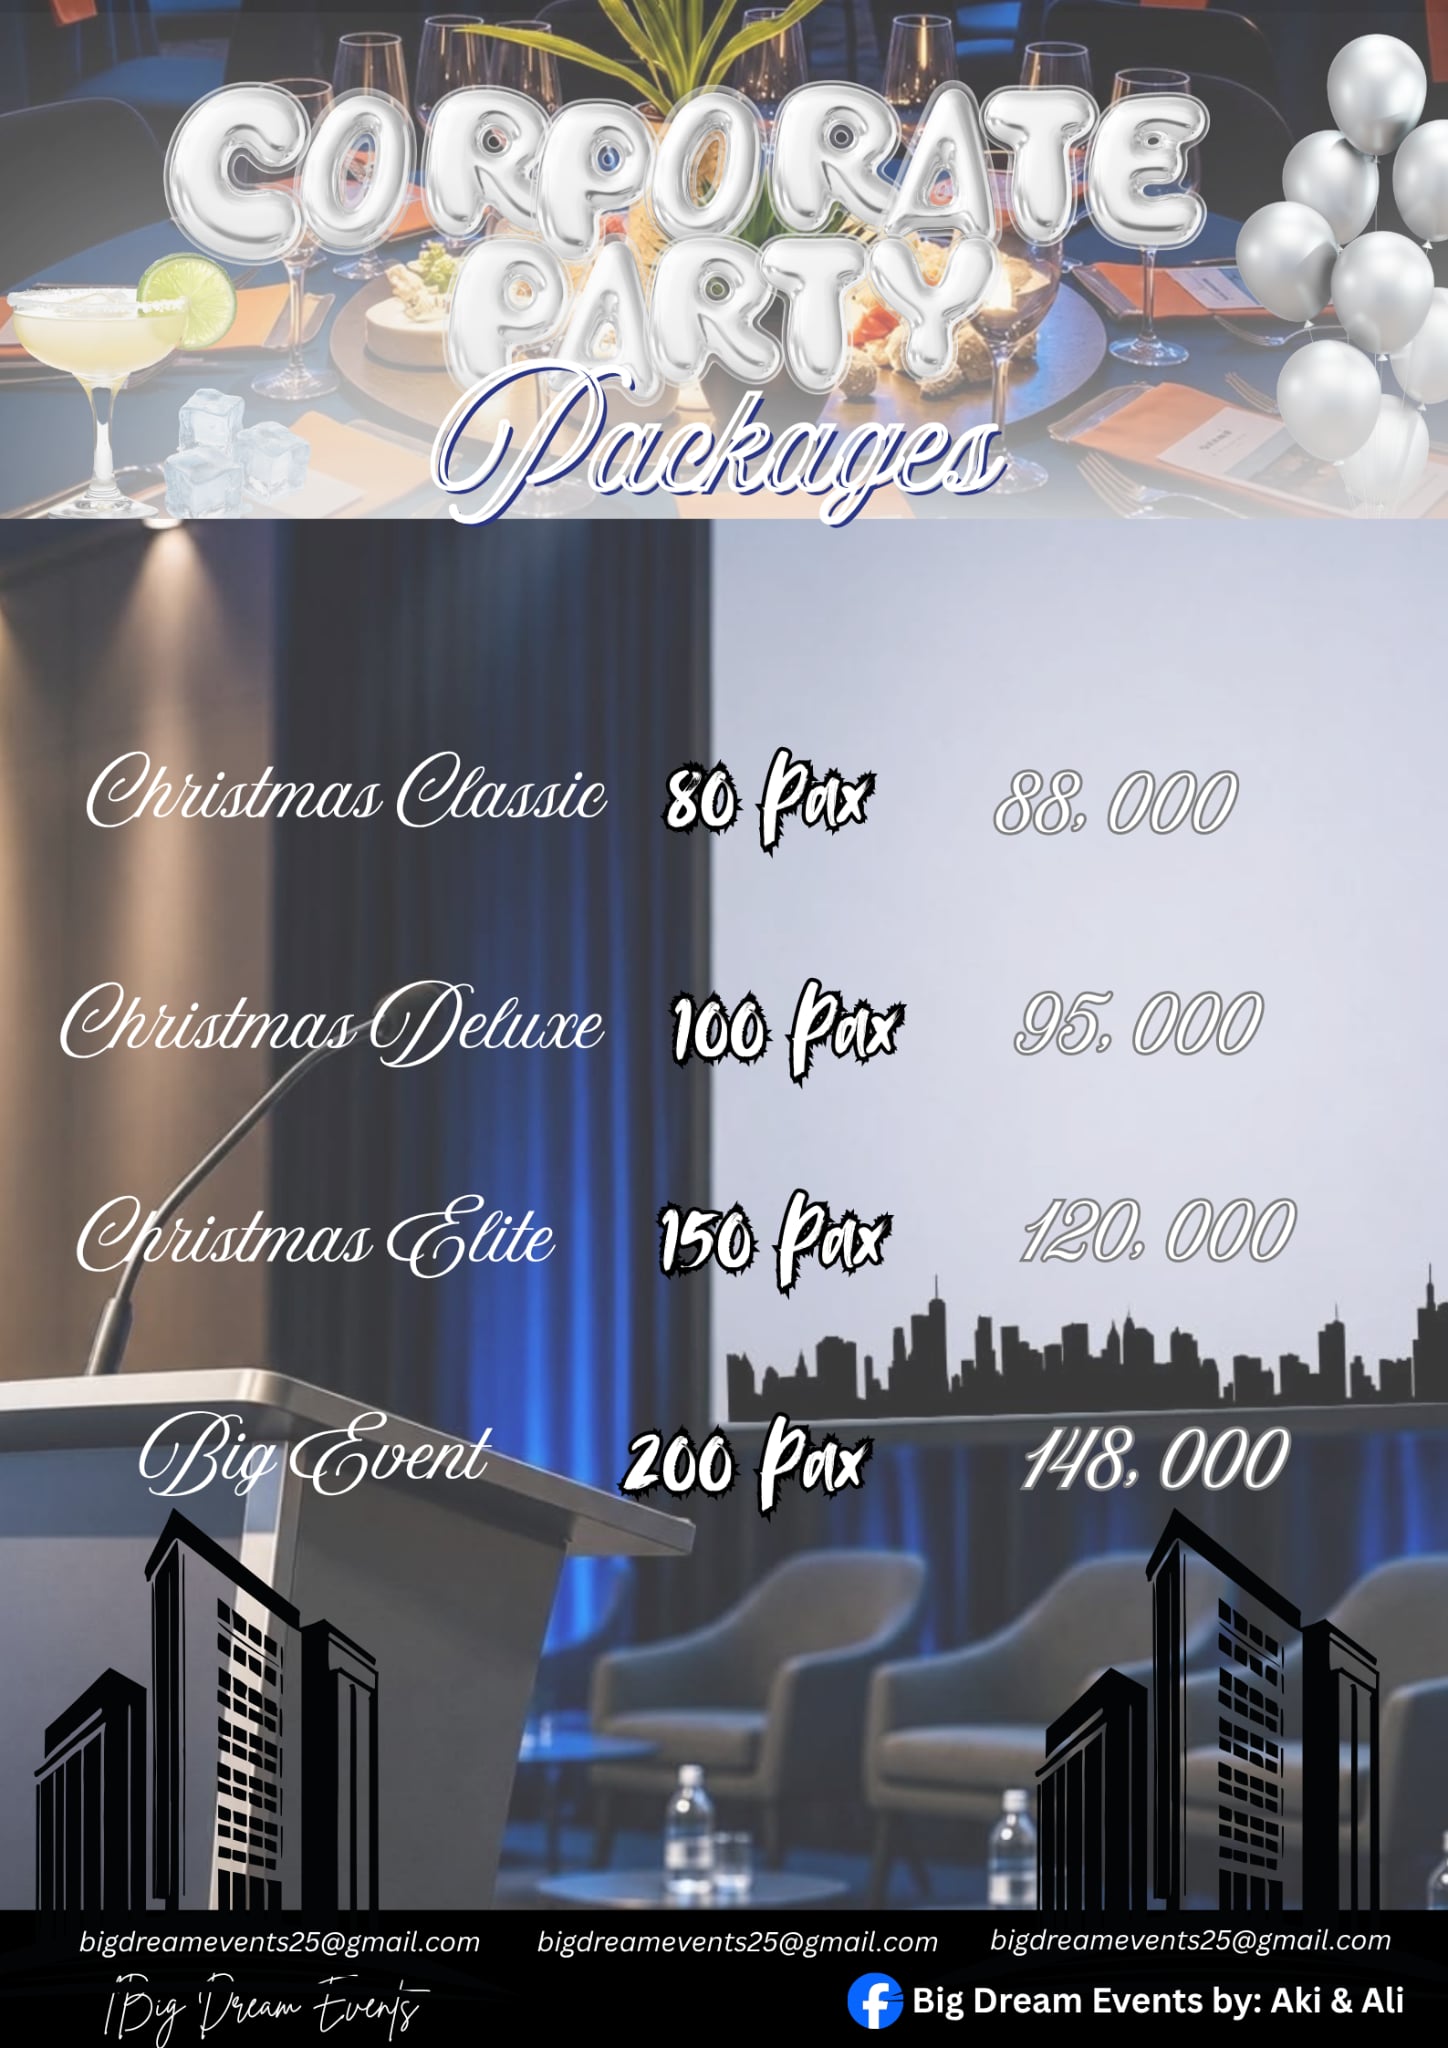 CORPORATE
PARTY
Packages
Christmas Classic 80 Pax 88, 000
Christmas Deluxe 100 Pax 95, 000
Christmas Elite 150 Pax 120, 000
Big Event 200 Pax 148, 000
bigdreamevents25@gmail.com bigdreamevents25@gmail.com bigdreamevents25@gmail.com
Big Dream Events Big Dream Events by: Aki & Ali